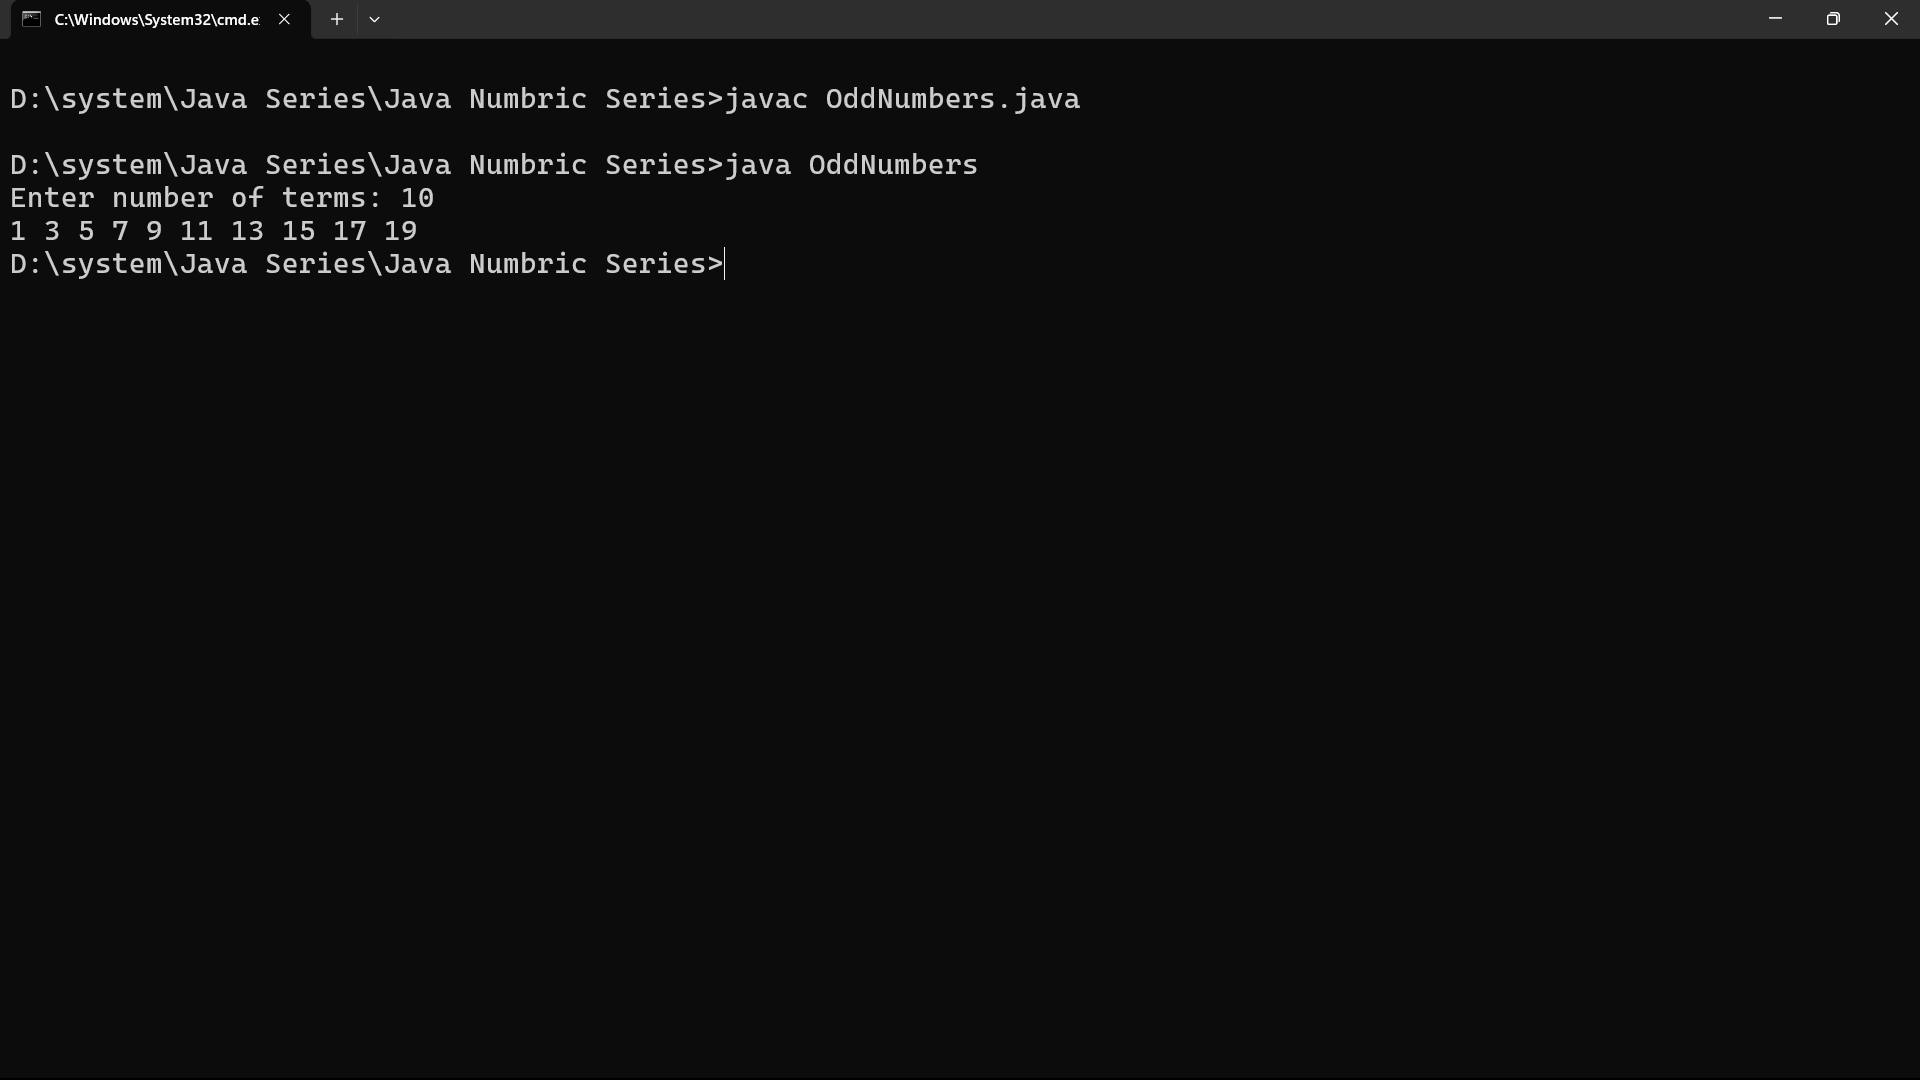 C:\Windows\System32\cmd.e
D:\system\Java Series\Java Numbric Series>javac OddNumbers.java
D:\system\Java Series\Java Numbric Series>java OddNumbers
Enter number of terms: 10
1 3 5 7 9 11 13 15 17 19
D:\system\Java Series\Java Numbric Series>